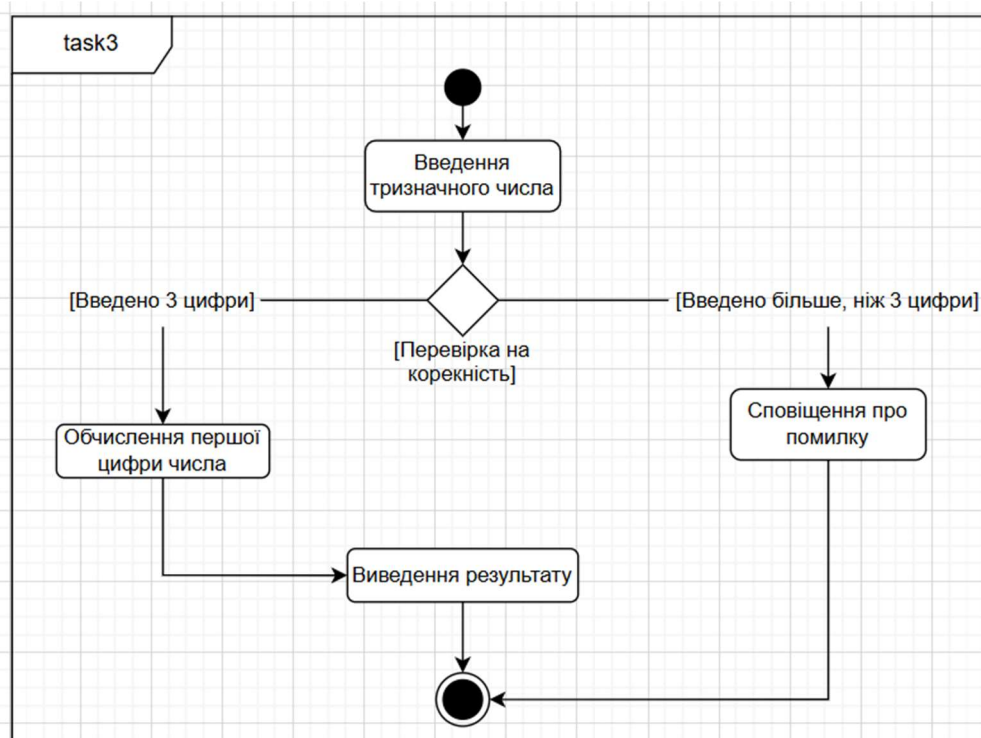 task3
Введення
тризначного числа
[Введено 3 цифри]
[Введено більше, ніж 3 цифри]
[Перевірка на
корекність]
Сповіщення про
помилку
Обчислення першої
цифри числа
Виведення результату